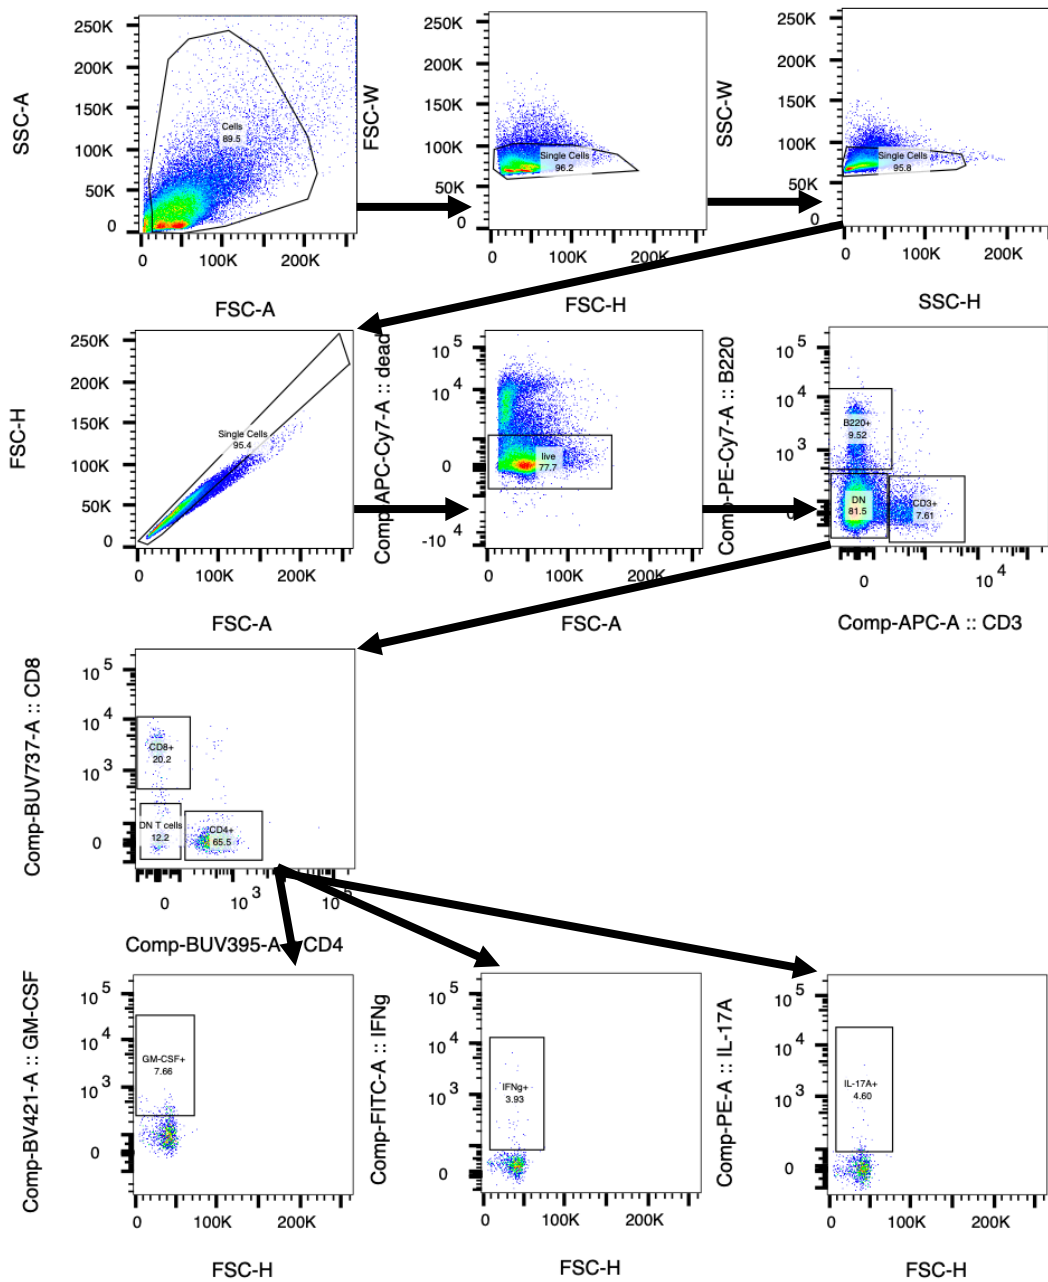 SSC-A
250K
200K
150K
100K
50K
0
Cells
89.5
0 100K 200K
FSC-A
FSC-W
250K
200K
150K
100K
50K
0
Single Cells
96.2
0 100K 200K
FSC-H
SSC-W
250K
200K
150K
100K
50K
0
Single Cells
95.8
0 100K 200K
SSC-H
FSC-H
250K
200K
150K
100K
50K
0
Single Cells
95.4
0 100K 200K
FSC-A
Comp-APC-Cy7-A :: dead
10 5
10 4
0
-10 4
live
77.7
0 100K 200K
FSC-A
Comp-PE-Cy7-A :: B220
10 5
10 4
10 3
0
B220+
9.52
DN
81.5
CD3+
7.61
0 10 4
Comp-APC-A :: CD3
Comp-BUV737-A :: CD8
10 5
10 4
10 3
0
CD8+
20.2
DN T cells
12.2
CD4+
65.5
0 10 3 10 5
Comp-BUV395-A :: CD4
Comp-BV421-A :: GM-CSF
10 5
10 4
10 3
0
GM-CSF+
7.66
0 100K 200K
FSC-H
Comp-FITC-A :: IFNg
10 5
10 4
10 3
0
IFNg+
3.93
0 100K 200K
FSC-H
Comp-PE-A :: IL-17A
10 5
10 4
10 3
0
IL-17A+
4.60
0 100K 200K
FSC-H